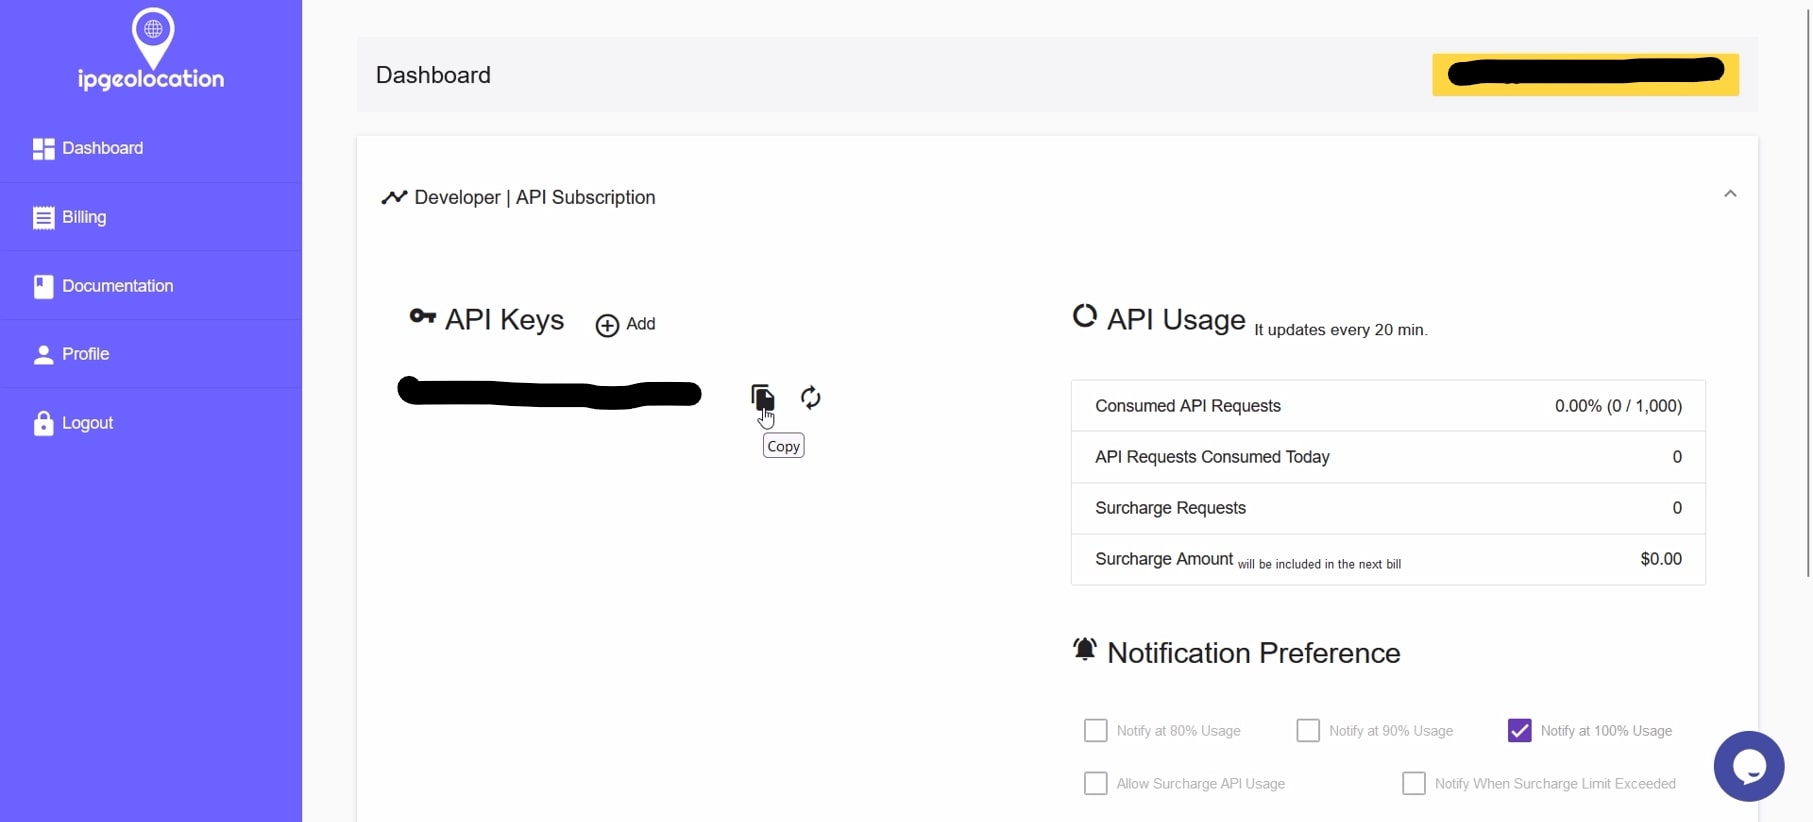 ipgeolocation
Dashboard
Billing
Documentation
Profile
Logout
Dashboard
Developer | API Subscription
API Keys
Add
Copy
API Usage It updates every 20 min.
Consumed API Requests 0.00% (0 / 1,000)
API Requests Consumed Today 0
Surcharge Requests 0
Surcharge Amount will be included in the next bill $0.00
Notification Preference
Notify at 80% Usage Notify at 90% Usage Notify at 100% Usage
Allow Surcharge API Usage Notify When Surcharge Limit Exceeded